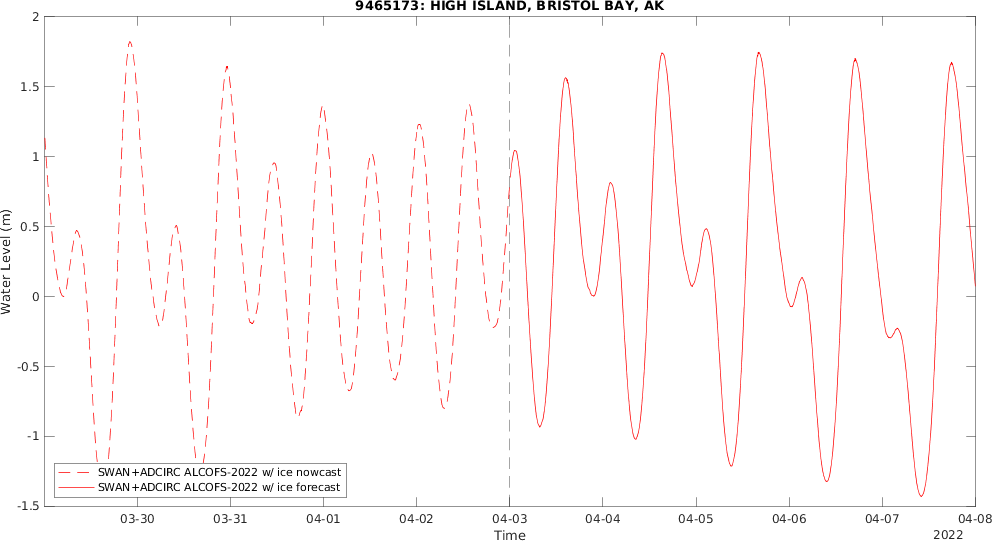 9465173: HIGH ISLAND, BRISTOL BAY, AK
2
1.5
1
0.5
0
-0.5
-1
-1.5
Water Level (m)
SWAN+ADCIRC ALCOFS-2022 w/ ice nowcast
SWAN+ADCIRC ALCOFS-2022 w/ ice forecast
03-30 03-31 04-01 04-02 04-03 04-04 04-05 04-06 04-07 04-08
Time
2022